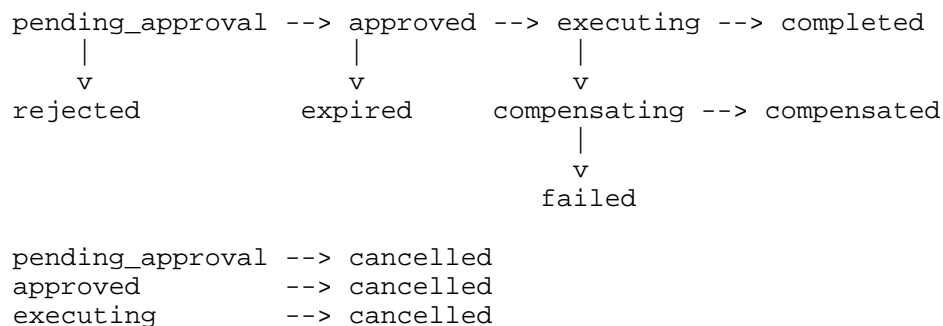 pending_approval --> approved --> executing --> completed
| | |
v v v
rejected expired compensating --> compensated
|
v
failed
pending_approval --> cancelled
approved --> cancelled
executing --> cancelled